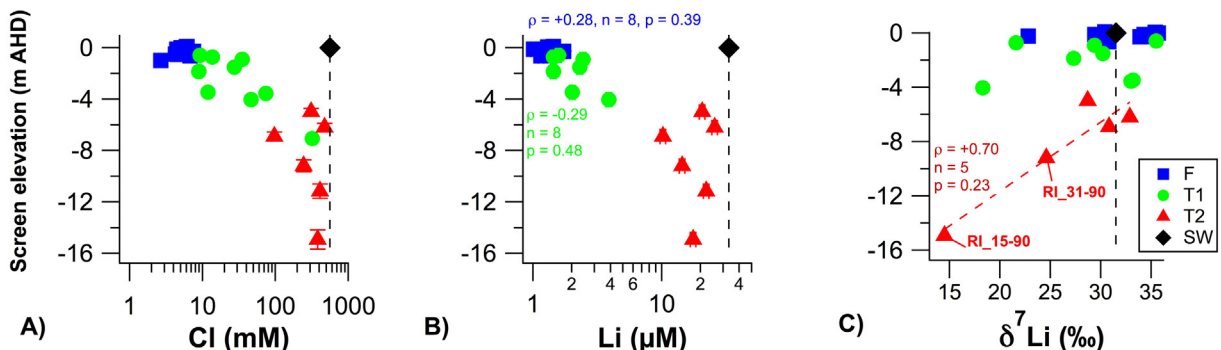 A)
Screen elevation (m AHD)
0
-4
-8
-12
-16
1
10
100
1000
Cl (mM)
B)
ρ = +0.28, n = 8, p = 0.39
0
-4
-8
-12
-16
ρ = -0.29
n = 8
p = 0.48
1
2
4
6
10
2
4
Li (µM)
C)
0
-4
-8
-12
-16
ρ = +0.70
n = 5
p = 0.23
RI_31-90
RI_15-90
F
T1
T2
SW
15
20
25
30
35
δ⁷ Li (‰)